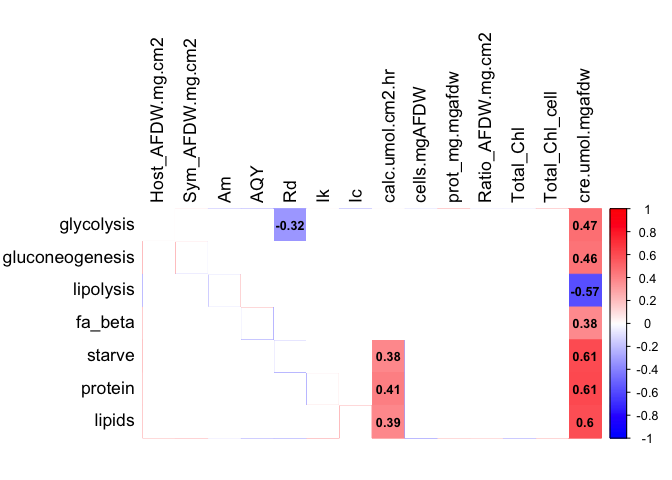 Host_AFDW.mg.cm2
Sym_AFDW.mg.cm2
Am
AQY
Rd
Ik
Ic
calc.umol.cm2.hr
cells.mgAFDW
prot_mg.mgafdw
Ratio_AFDW.mg.cm2
Total_Chl
Total_Chl_cell
cre.umol.mgafdw
glycolysis -0.32 0.47
gluconeogenesis 0.46
lipolysis -0.57
fa_beta 0.38
starve 0.38 0.61
protein 0.41 0.61
lipids 0.39 0.6
1
0.8
0.6
0.4
0.2
0
-0.2
-0.4
-0.6
-0.8
-1